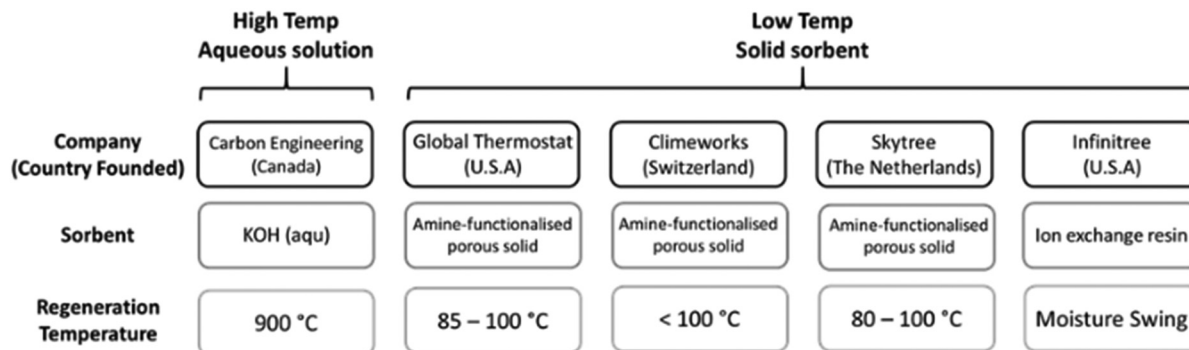 High Temp
Aqueous solution
Low Temp
Solid sorbent
Company
(Country Founded)
Carbon Engineering
(Canada)
Global Thermostat
(U.S.A)
Climeworks
(Switzerland)
Skytree
(The Netherlands)
Infinitree
(U.S.A)
Sorbent
KOH (aqu)
Amine-functionalised
porous solid
Amine-functionalised
porous solid
Amine-functionalised
porous solid
Ion exchange resin
Regeneration
Temperature
900 °C
85 – 100 °C
< 100 °C
80 – 100 °C
Moisture Swing